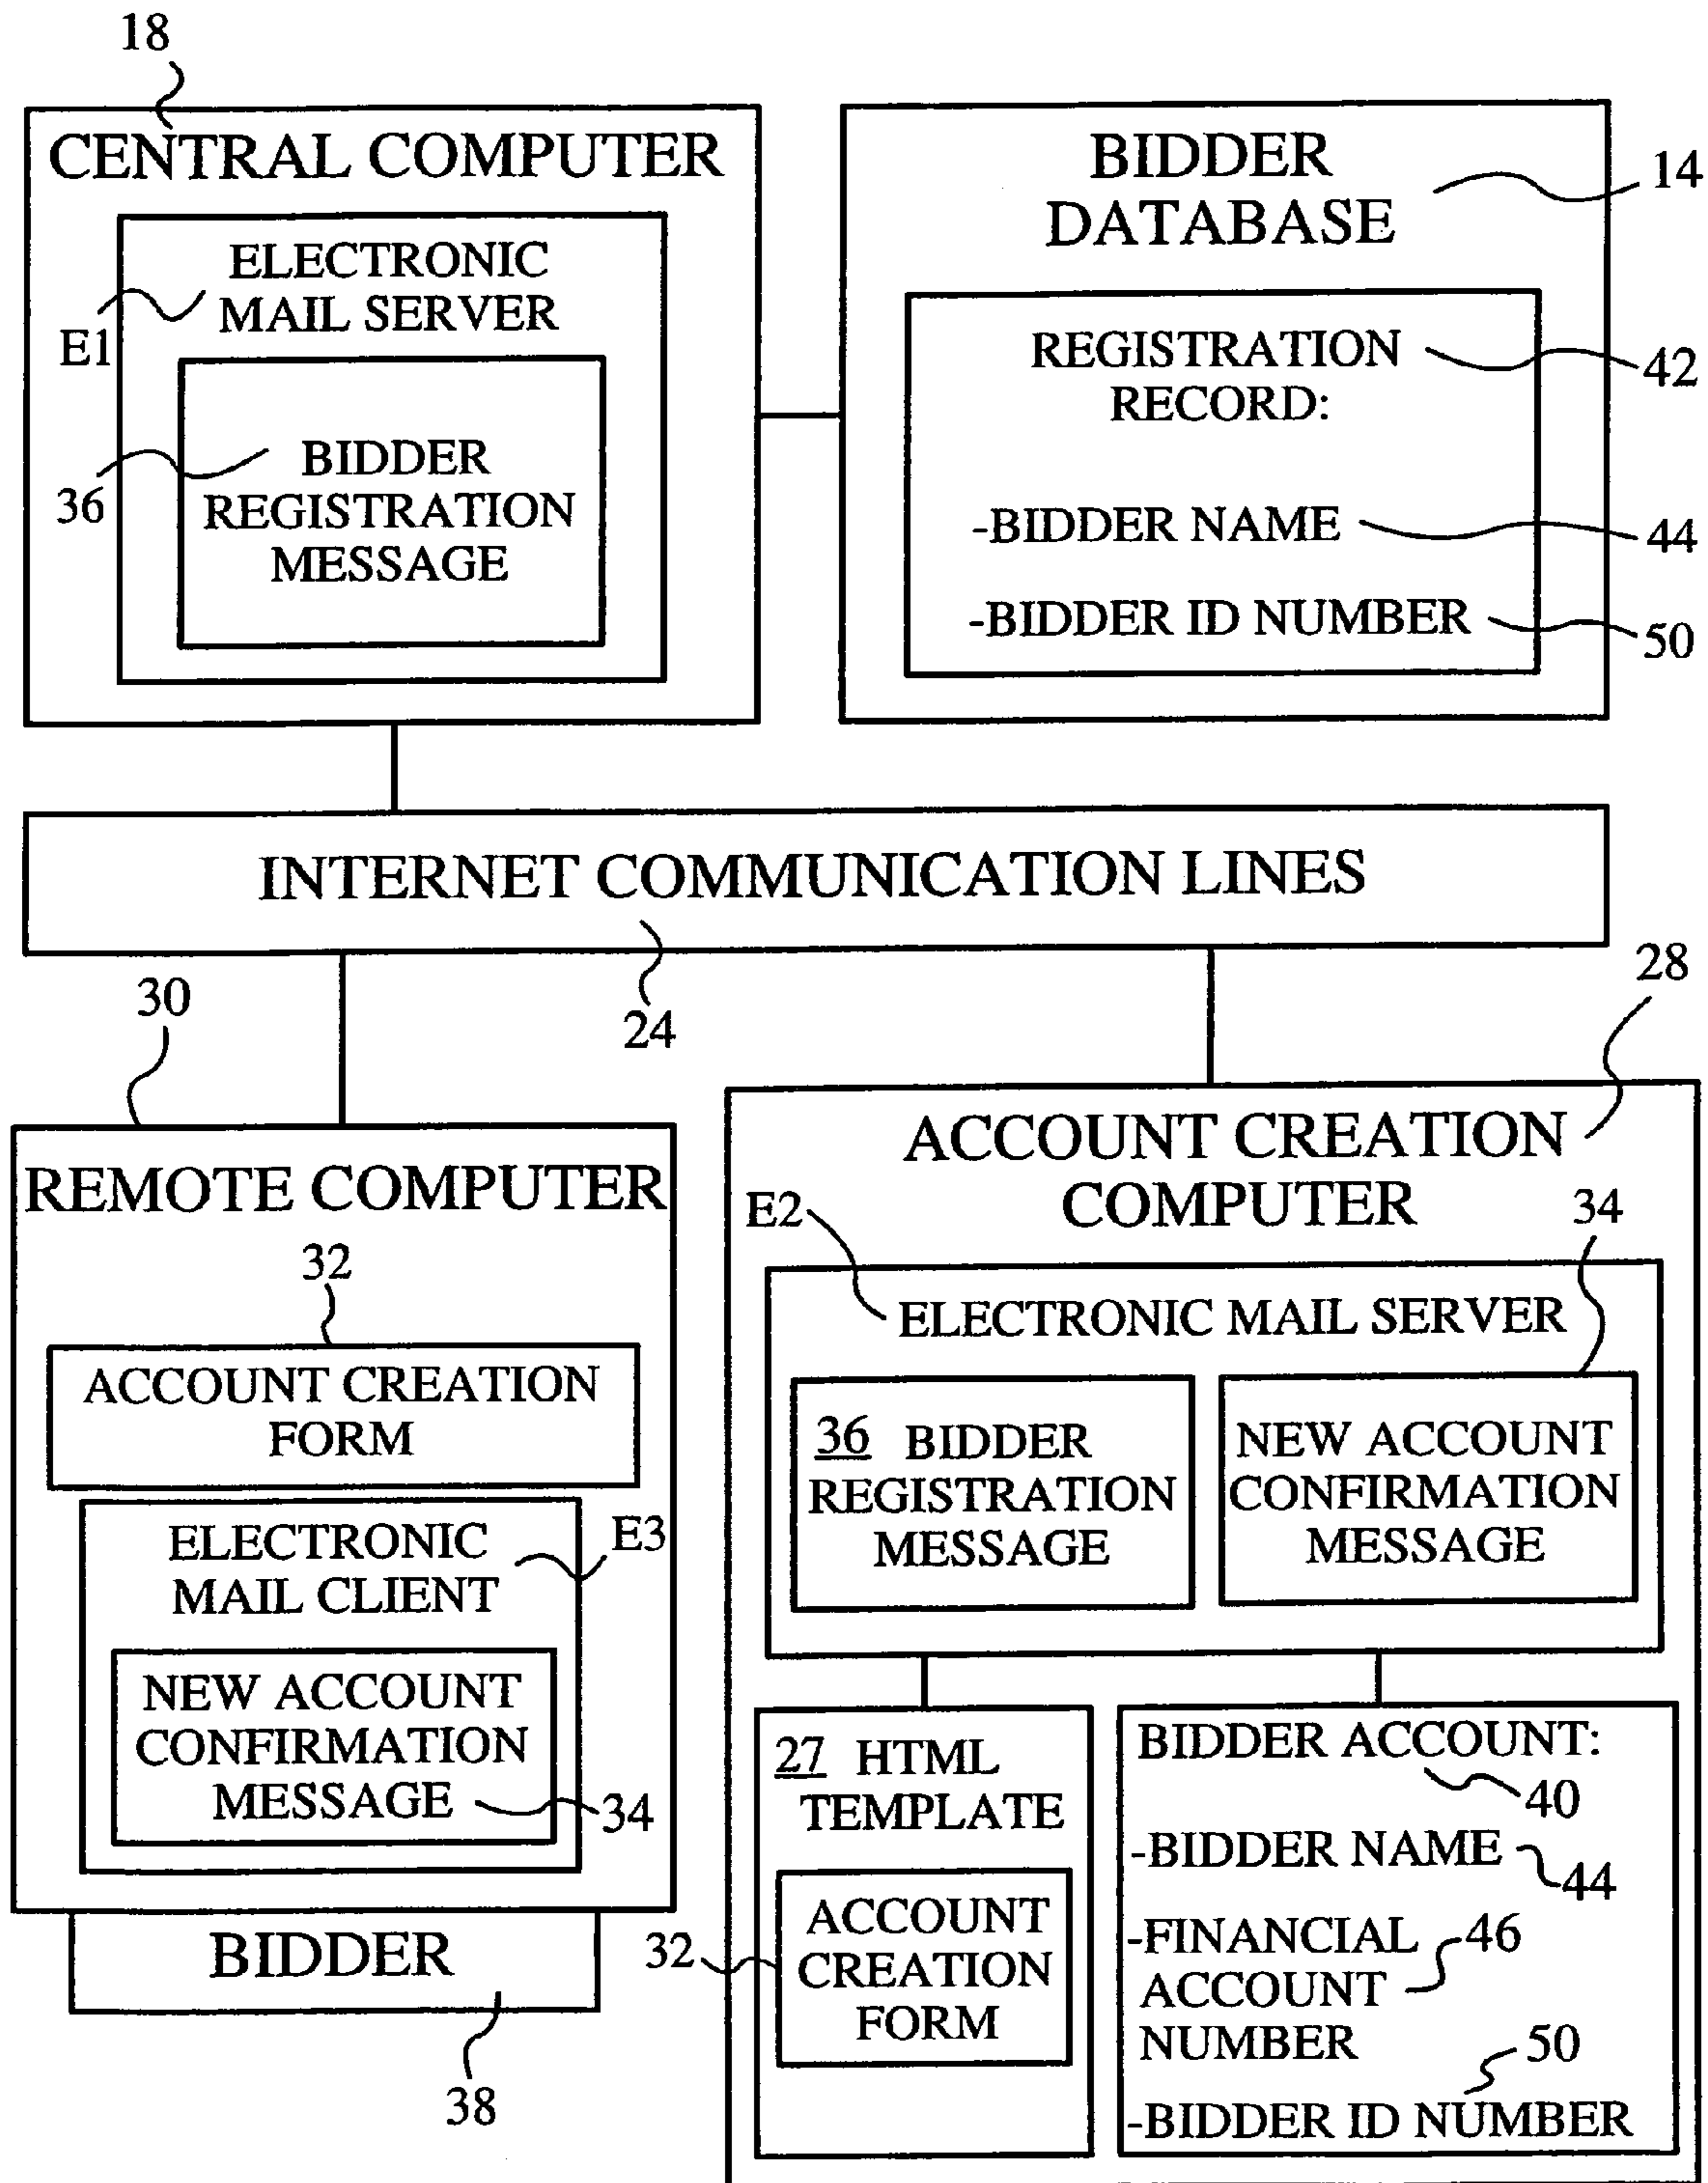 18
CENTRAL COMPUTER
ELECTRONIC
MAIL SERVER
E1
BIDDER
REGISTRATION
MESSAGE
36
BIDDER
DATABASE
14
REGISTRATION
RECORD:
42
-BIDDER NAME
44
-BIDDER ID NUMBER
50
INTERNET COMMUNICATION LINES
24
30
REMOTE COMPUTER
32
ACCOUNT CREATION
FORM
ELECTRONIC
MAIL CLIENT
E3
NEW ACCOUNT
CONFIRMATION
MESSAGE
34
BIDDER
38
28
ACCOUNT CREATION
COMPUTER
E2
34
ELECTRONIC MAIL SERVER
36 BIDDER
REGISTRATION
MESSAGE
NEW ACCOUNT
CONFIRMATION
MESSAGE
27 HTML
TEMPLATE
ACCOUNT
CREATION
FORM
32
BIDDER ACCOUNT:
40
-BIDDER NAME
44
-FINANCIAL
ACCOUNT
NUMBER
46
50
-BIDDER ID NUMBER